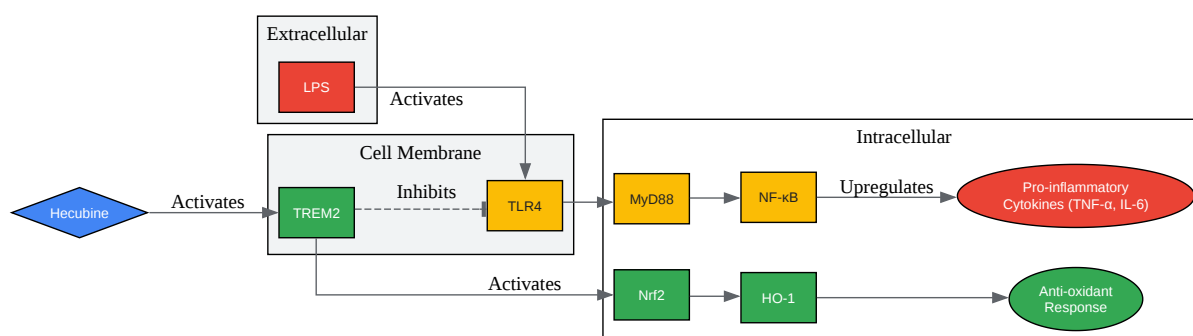 Extracellular
LPS
Activates
Cell Membrane
Intracellular
Hecubine
Activates
TREM2
Inhibits
TLR4
MyD88
NF-κB
Upregulates
Pro-inflammatory
Cytokines (TNF-α, IL-6)
Activates
Nrf2
HO-1
Anti-oxidant
Response